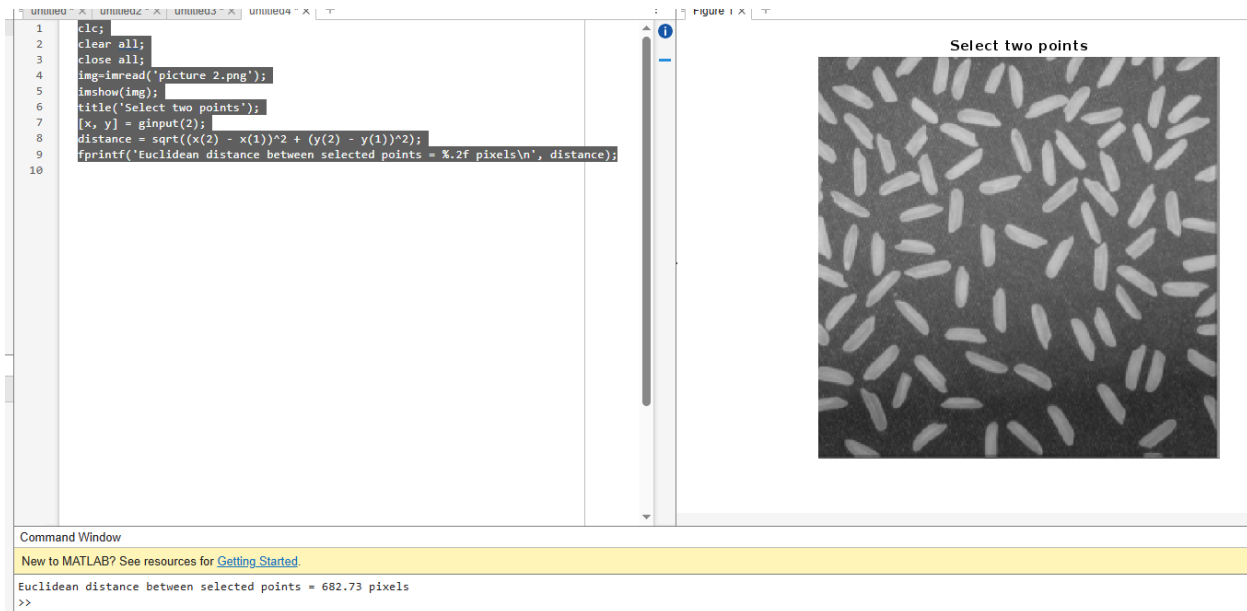 untitled * × untitled2 * × untitled3 * × untitled4 * × +
Figure 1 × +
1 clc;
2 clear all;
3 close all;
4 img=imread('picture 2.png');
5 imshow(img);
6 title('Select two points');
7 [x, y] = ginput(2);
8 distance = sqrt((x(2) - x(1))^2 + (y(2) - y(1))^2);
9 fprintf('Euclidean distance between selected points = %.2f pixels\n', distance);
10
Select two points
Command Window
New to MATLAB? See resources for Getting Started.
Euclidean distance between selected points = 682.73 pixels
>>